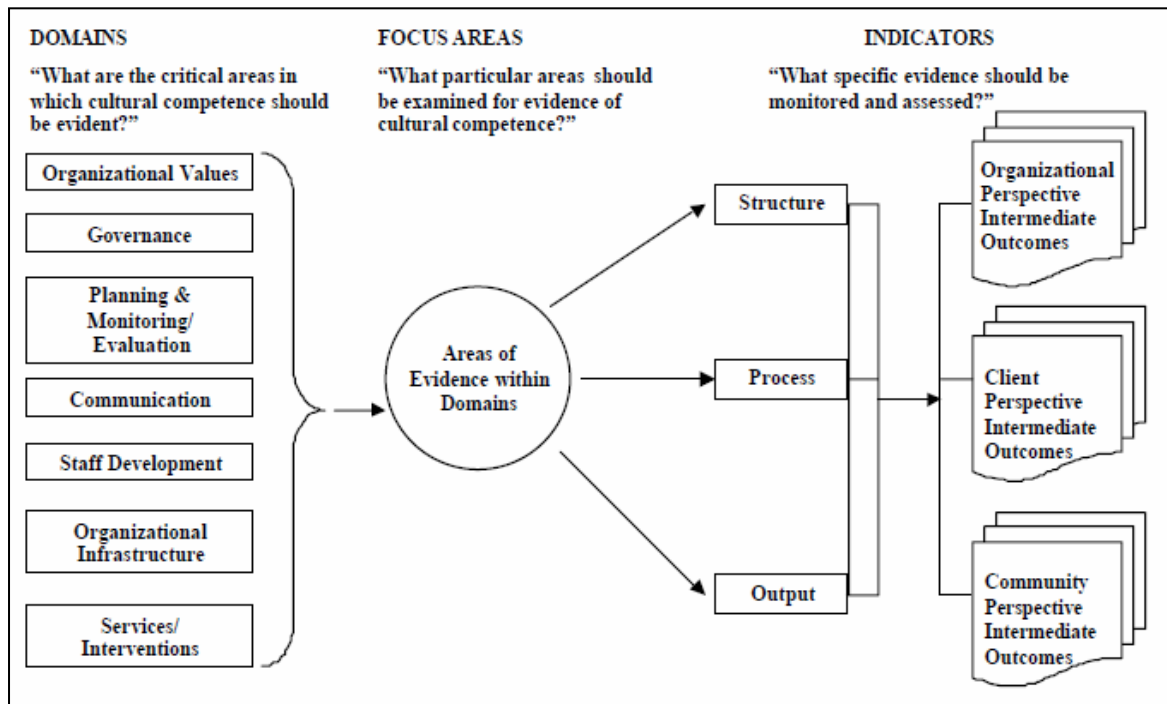 DOMAINS
“What are the critical areas in
which cultural competence should
be evident?”
Organizational Values
Governance
Planning &
Monitoring/
Evaluation
Communication
Staff Development
Organizational
Infrastructure
Services/
Interventions
FOCUS AREAS
“What particular areas should
be examined for evidence of
cultural competence?”
Areas of
Evidence within
Domains
INDICATORS
“What specific evidence should be
monitored and assessed?”
Structure
Process
Output
Organizational
Perspective
Intermediate
Outcomes
Client
Perspective
Intermediate
Outcomes
Community
Perspective
Intermediate
Outcomes